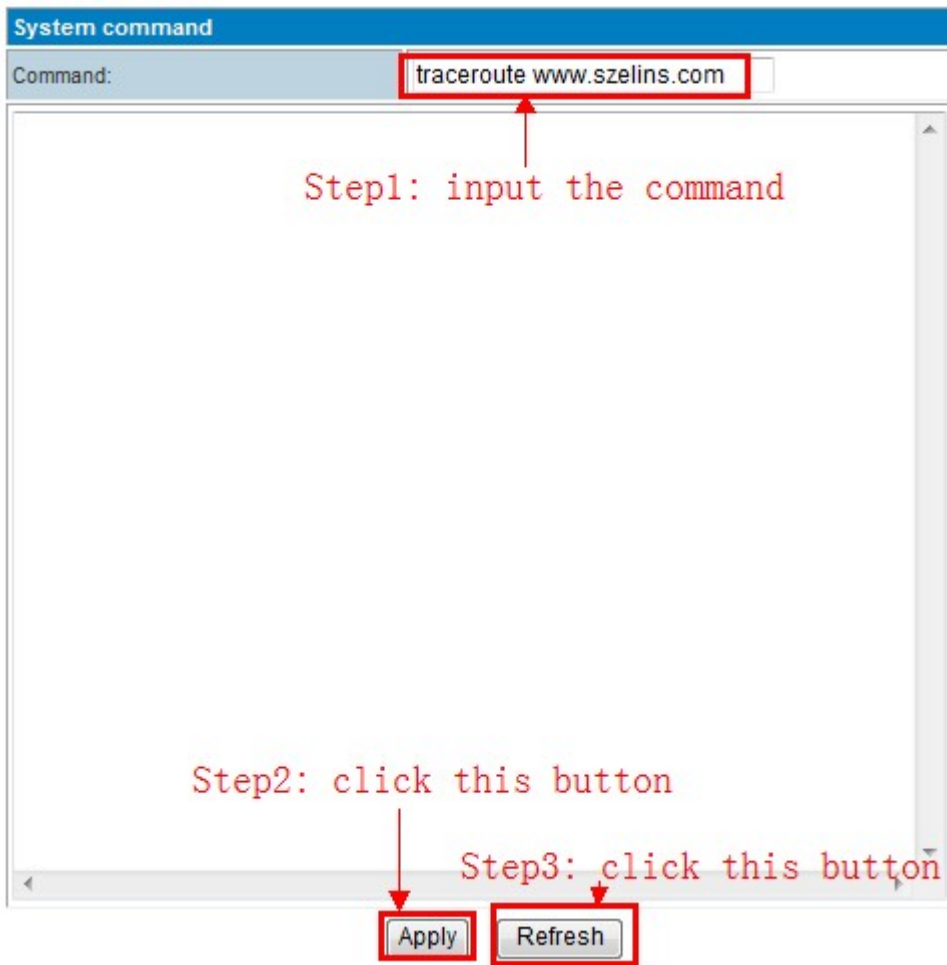 System command
Command: traceroute www.szelins.com
Step1: input the command
Step2: click this button
Step3: click this button
Apply Refresh